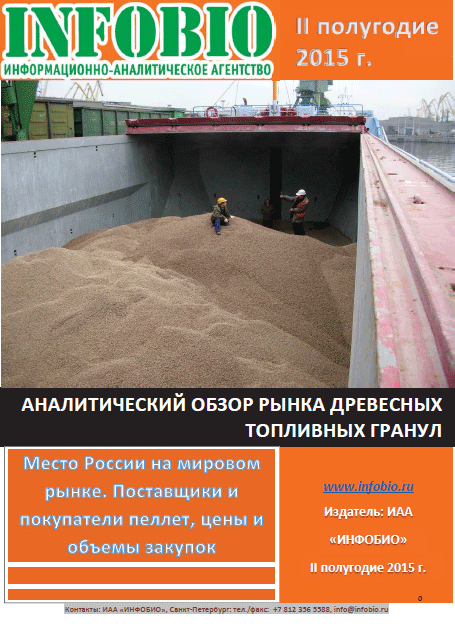 INFOBIO
ИНФОРМАЦИОННО-АНАЛИТИЧЕСКОЕ АГЕНТСТВО
II полугодие
2015 г.
АНАЛИТИЧЕСКИЙ ОБЗОР РЫНКА ДРЕВЕСНЫХ
ТОПЛИВНЫХ ГРАНУЛ
Место России на мировом
рынке. Поставщики и
покупатели пеллет, цены и
объемы закупок
www.infobio.ru
Издатель: ИАА
«ИНФОБИО»
II полугодие 2015 г.
0
Контакты: ИАА «ИНФОБИО», Санкт-Петербург: тел./факс: +7 812 356 5588, info@infobio.ru